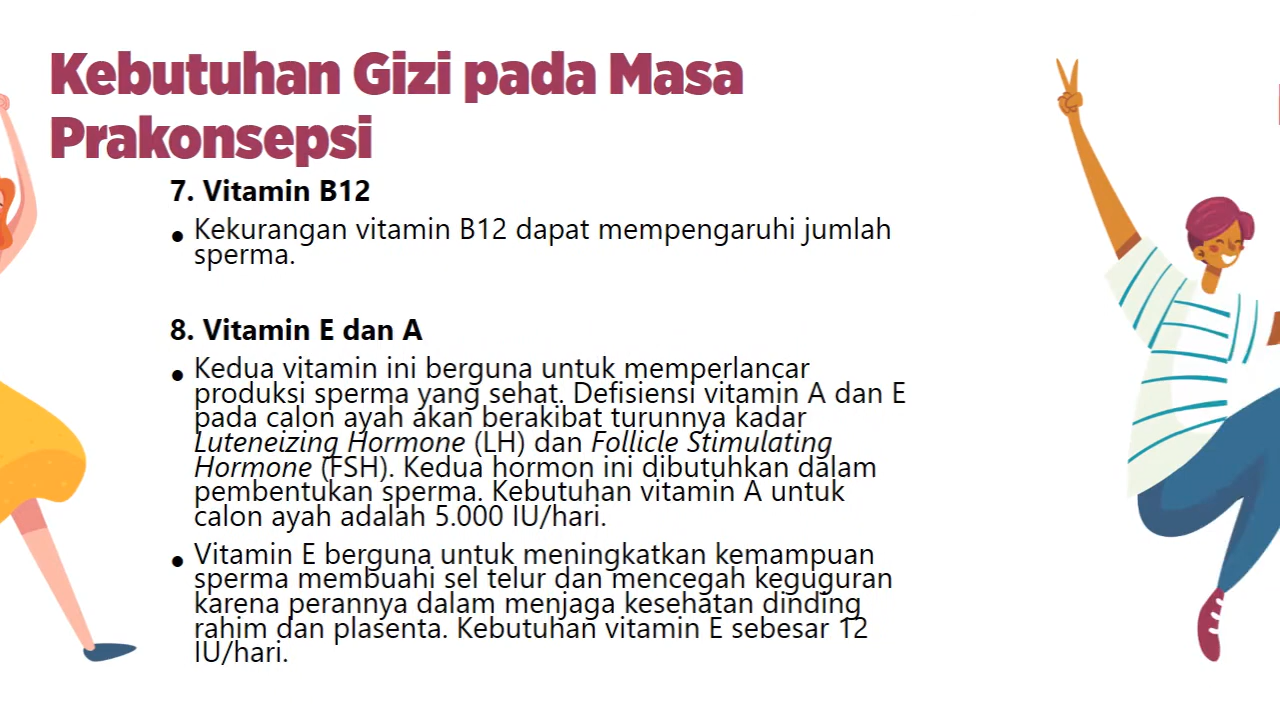 Kebutuhan Gizi pada Masa
Prakonsepsi
7. Vitamin B12
• Kekurangan vitamin B12 dapat mempengaruhi jumlah
sperma.
8. Vitamin E dan A
• Kedua vitamin ini berguna untuk memperlancar
produksi sperma yang sehat. Defisiensi vitamin A dan E
pada calon ayah akan berakibat turunnya kadar
Luteneizing Hormone (LH) dan Follicle Stimulating
Hormone (FSH). Kedua hormon ini dibutuhkan dalam
pembentukan sperma. Kebutuhan vitamin A untuk
calon ayah adalah 5.000 IU/hari.
• Vitamin E berguna untuk meningkatkan kemampuan
sperma membuahi sel telur dan mencegah keguguran
karena perannya dalam menjaga kesehatan dinding
rahim dan plasenta. Kebutuhan vitamin E sebesar 12
IU/hari.